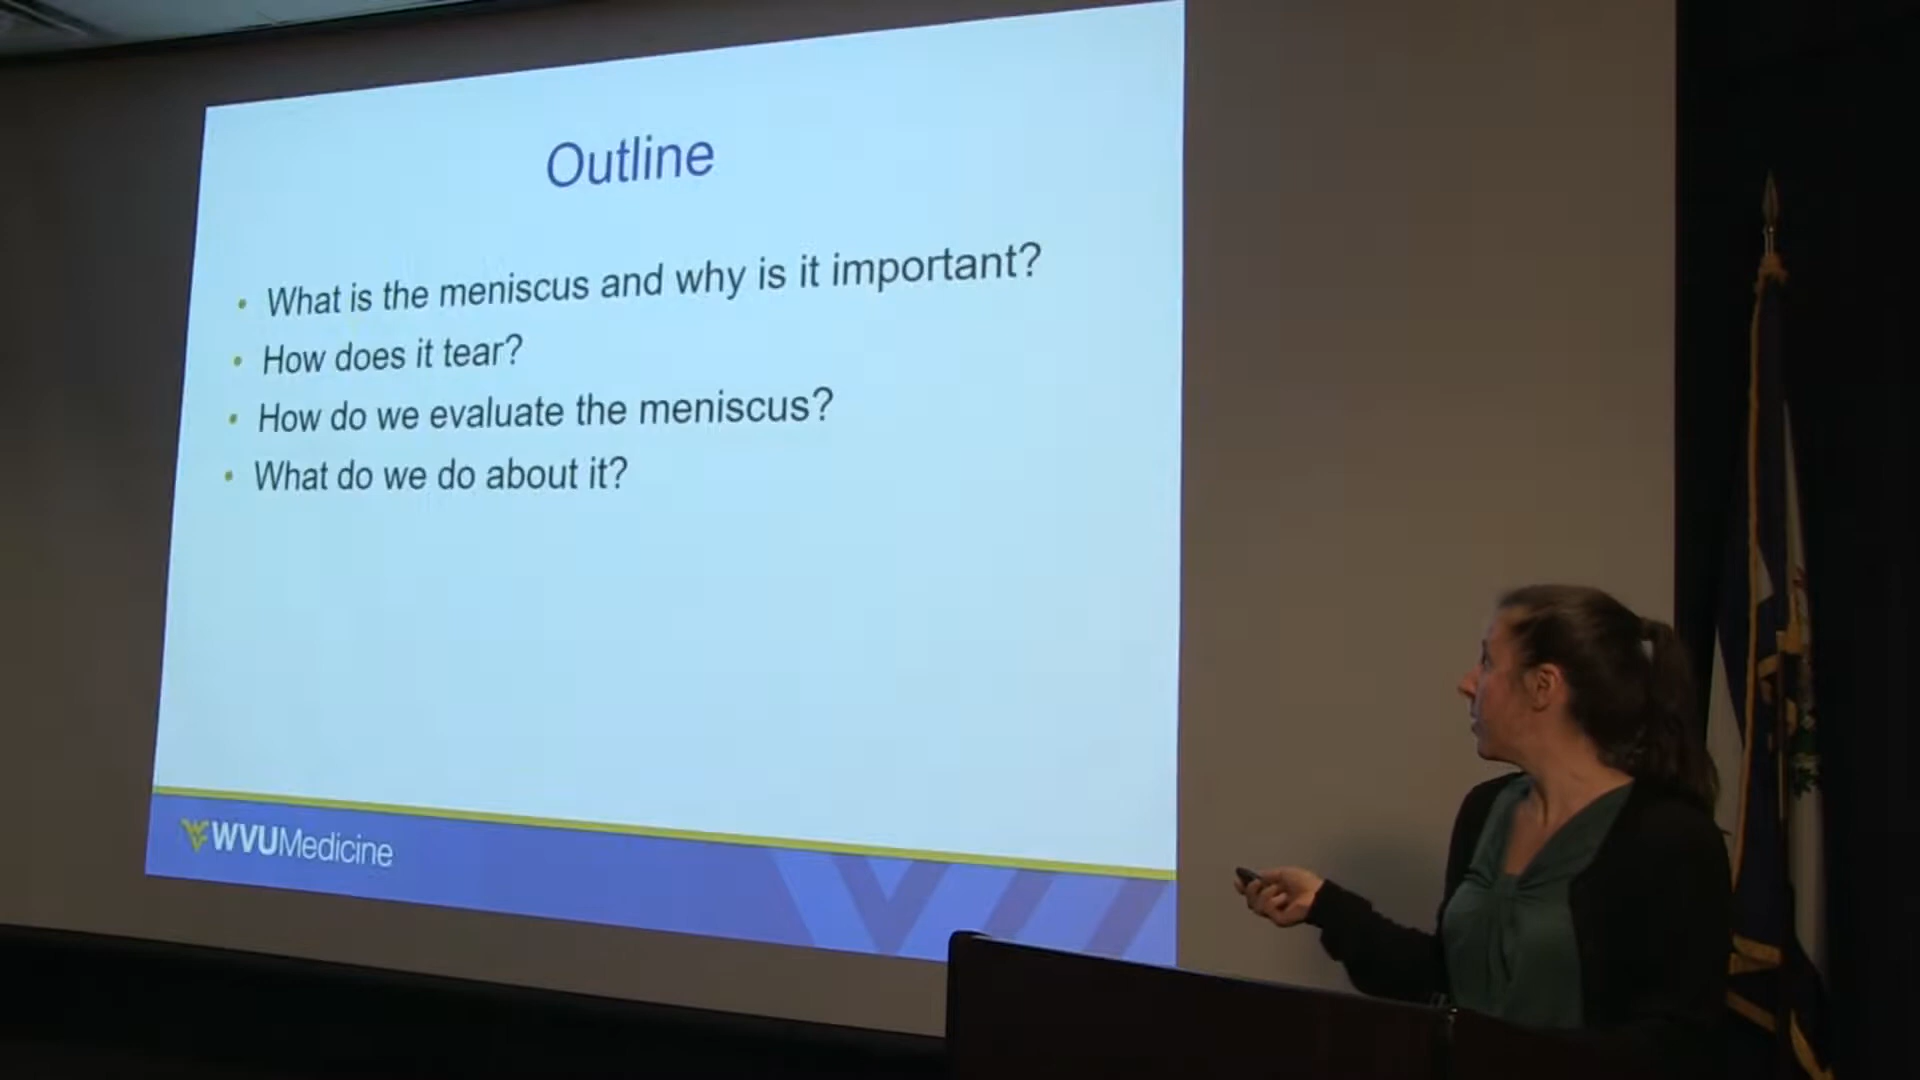 Outline
• What is the meniscus and why is it important?
• How does it tear?
• How do we evaluate the meniscus?
• What do we do about it?
WVUMedicine